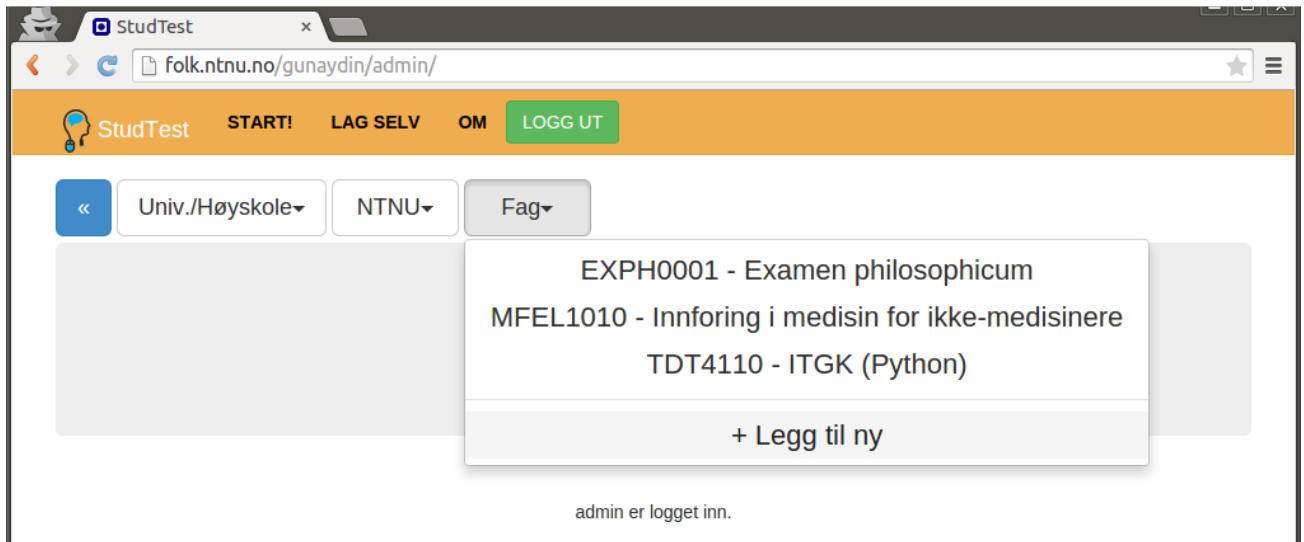 StudTest ×
folk.ntnu.no/gunaydin/admin/
StudTest START! LAG SELV OM LOGG UT
« Univ./Høyskole NTNU Fag
EXPH0001 - Examen philosophicum
MFEL1010 - Innforing i medisin for ikke-medisinere
TDT4110 - ITGK (Python)
+ Legg til ny
admin er logget inn.